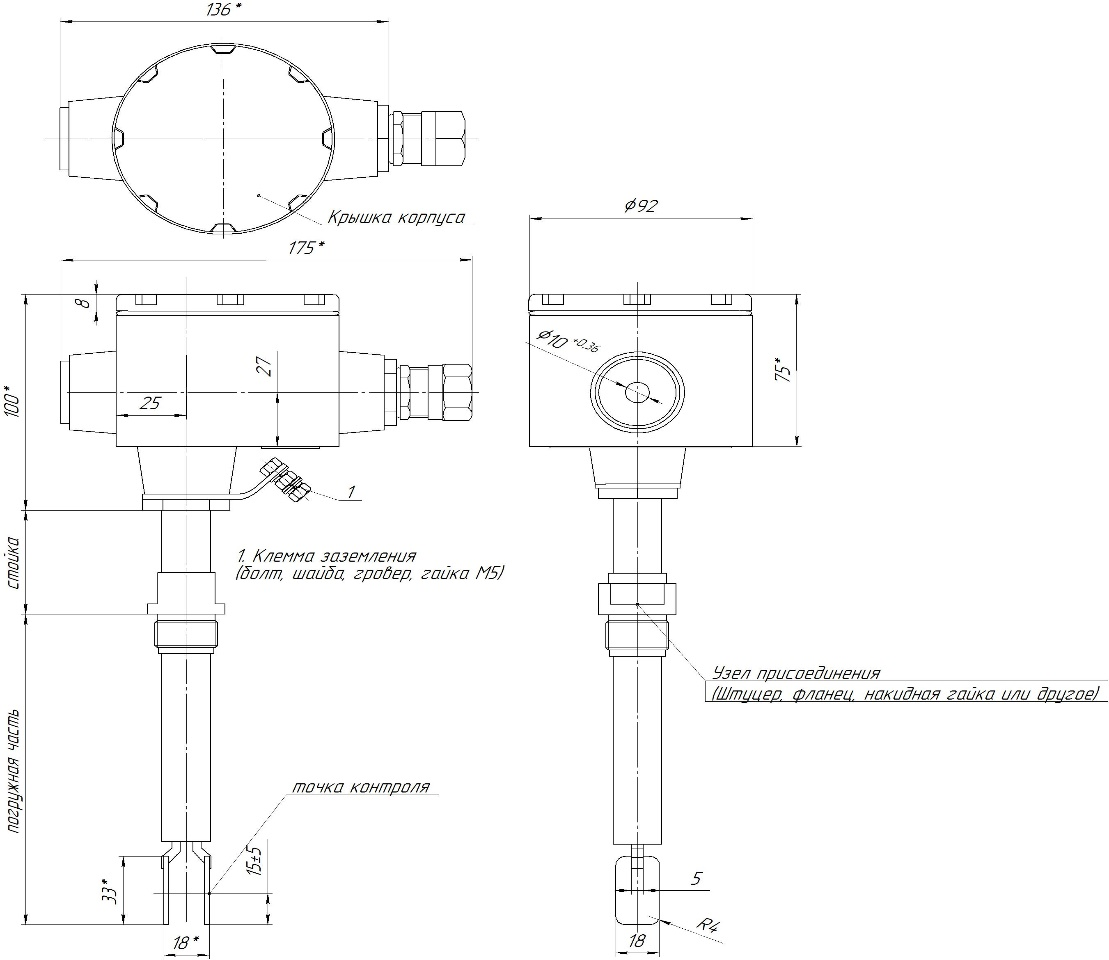 136*
Крышка корпуса
175*
ϕ92
8
ϕ10 +0,36
27
75*
100*
25
1
стойка
1. Клемма заземления
(болт, шайба, гровер, гайка М5)
Узел присоединения
(Штуцер, фланец, накидная гайка или другое)
погружная часть
точка контроля
15±5
33*
5
R4
18*
18